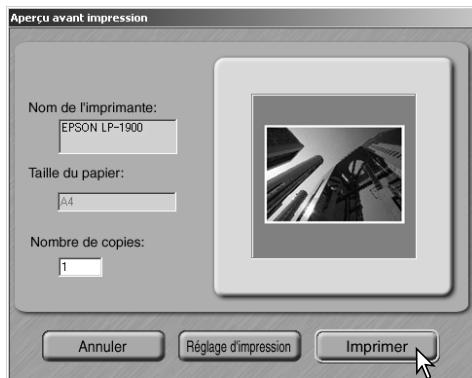 Aperçu avant impression
Nom de l'imprimante:
EPSON LP-1900
Taille du papier:
A4
Nombre de copies:
1
Annuler
Réglage d'impression
Imprimer